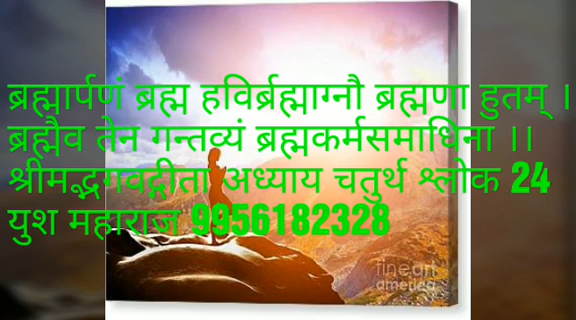 ब्रह्मार्पणं ब्रह्म हविर्ब्रह्माग्नौ ब्रह्मणा हुतम् ।
ब्रह्मैव तेन गन्तव्यं ब्रह्मकर्मसमाधिना ।।
श्रीमद्भगवद्गीता अध्याय चतुर्थ श्लोक 24
युश महाराज 9956182328
fineart
america